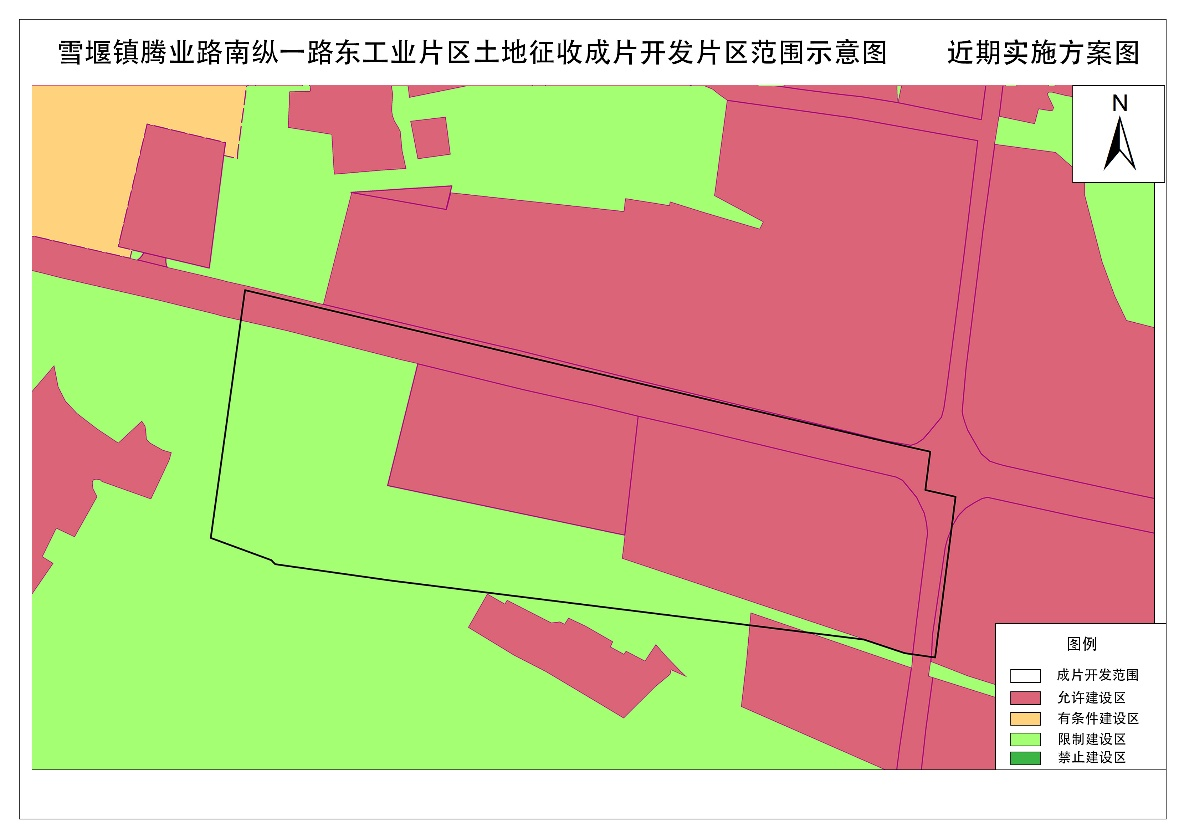 雪堰镇腾业路南纵一路东工业片区土地征收成片开发片区范围示意图 近期实施方案图
N
图例
成片开发范围
允许建设区
有条件建设区
限制建设区
禁止建设区